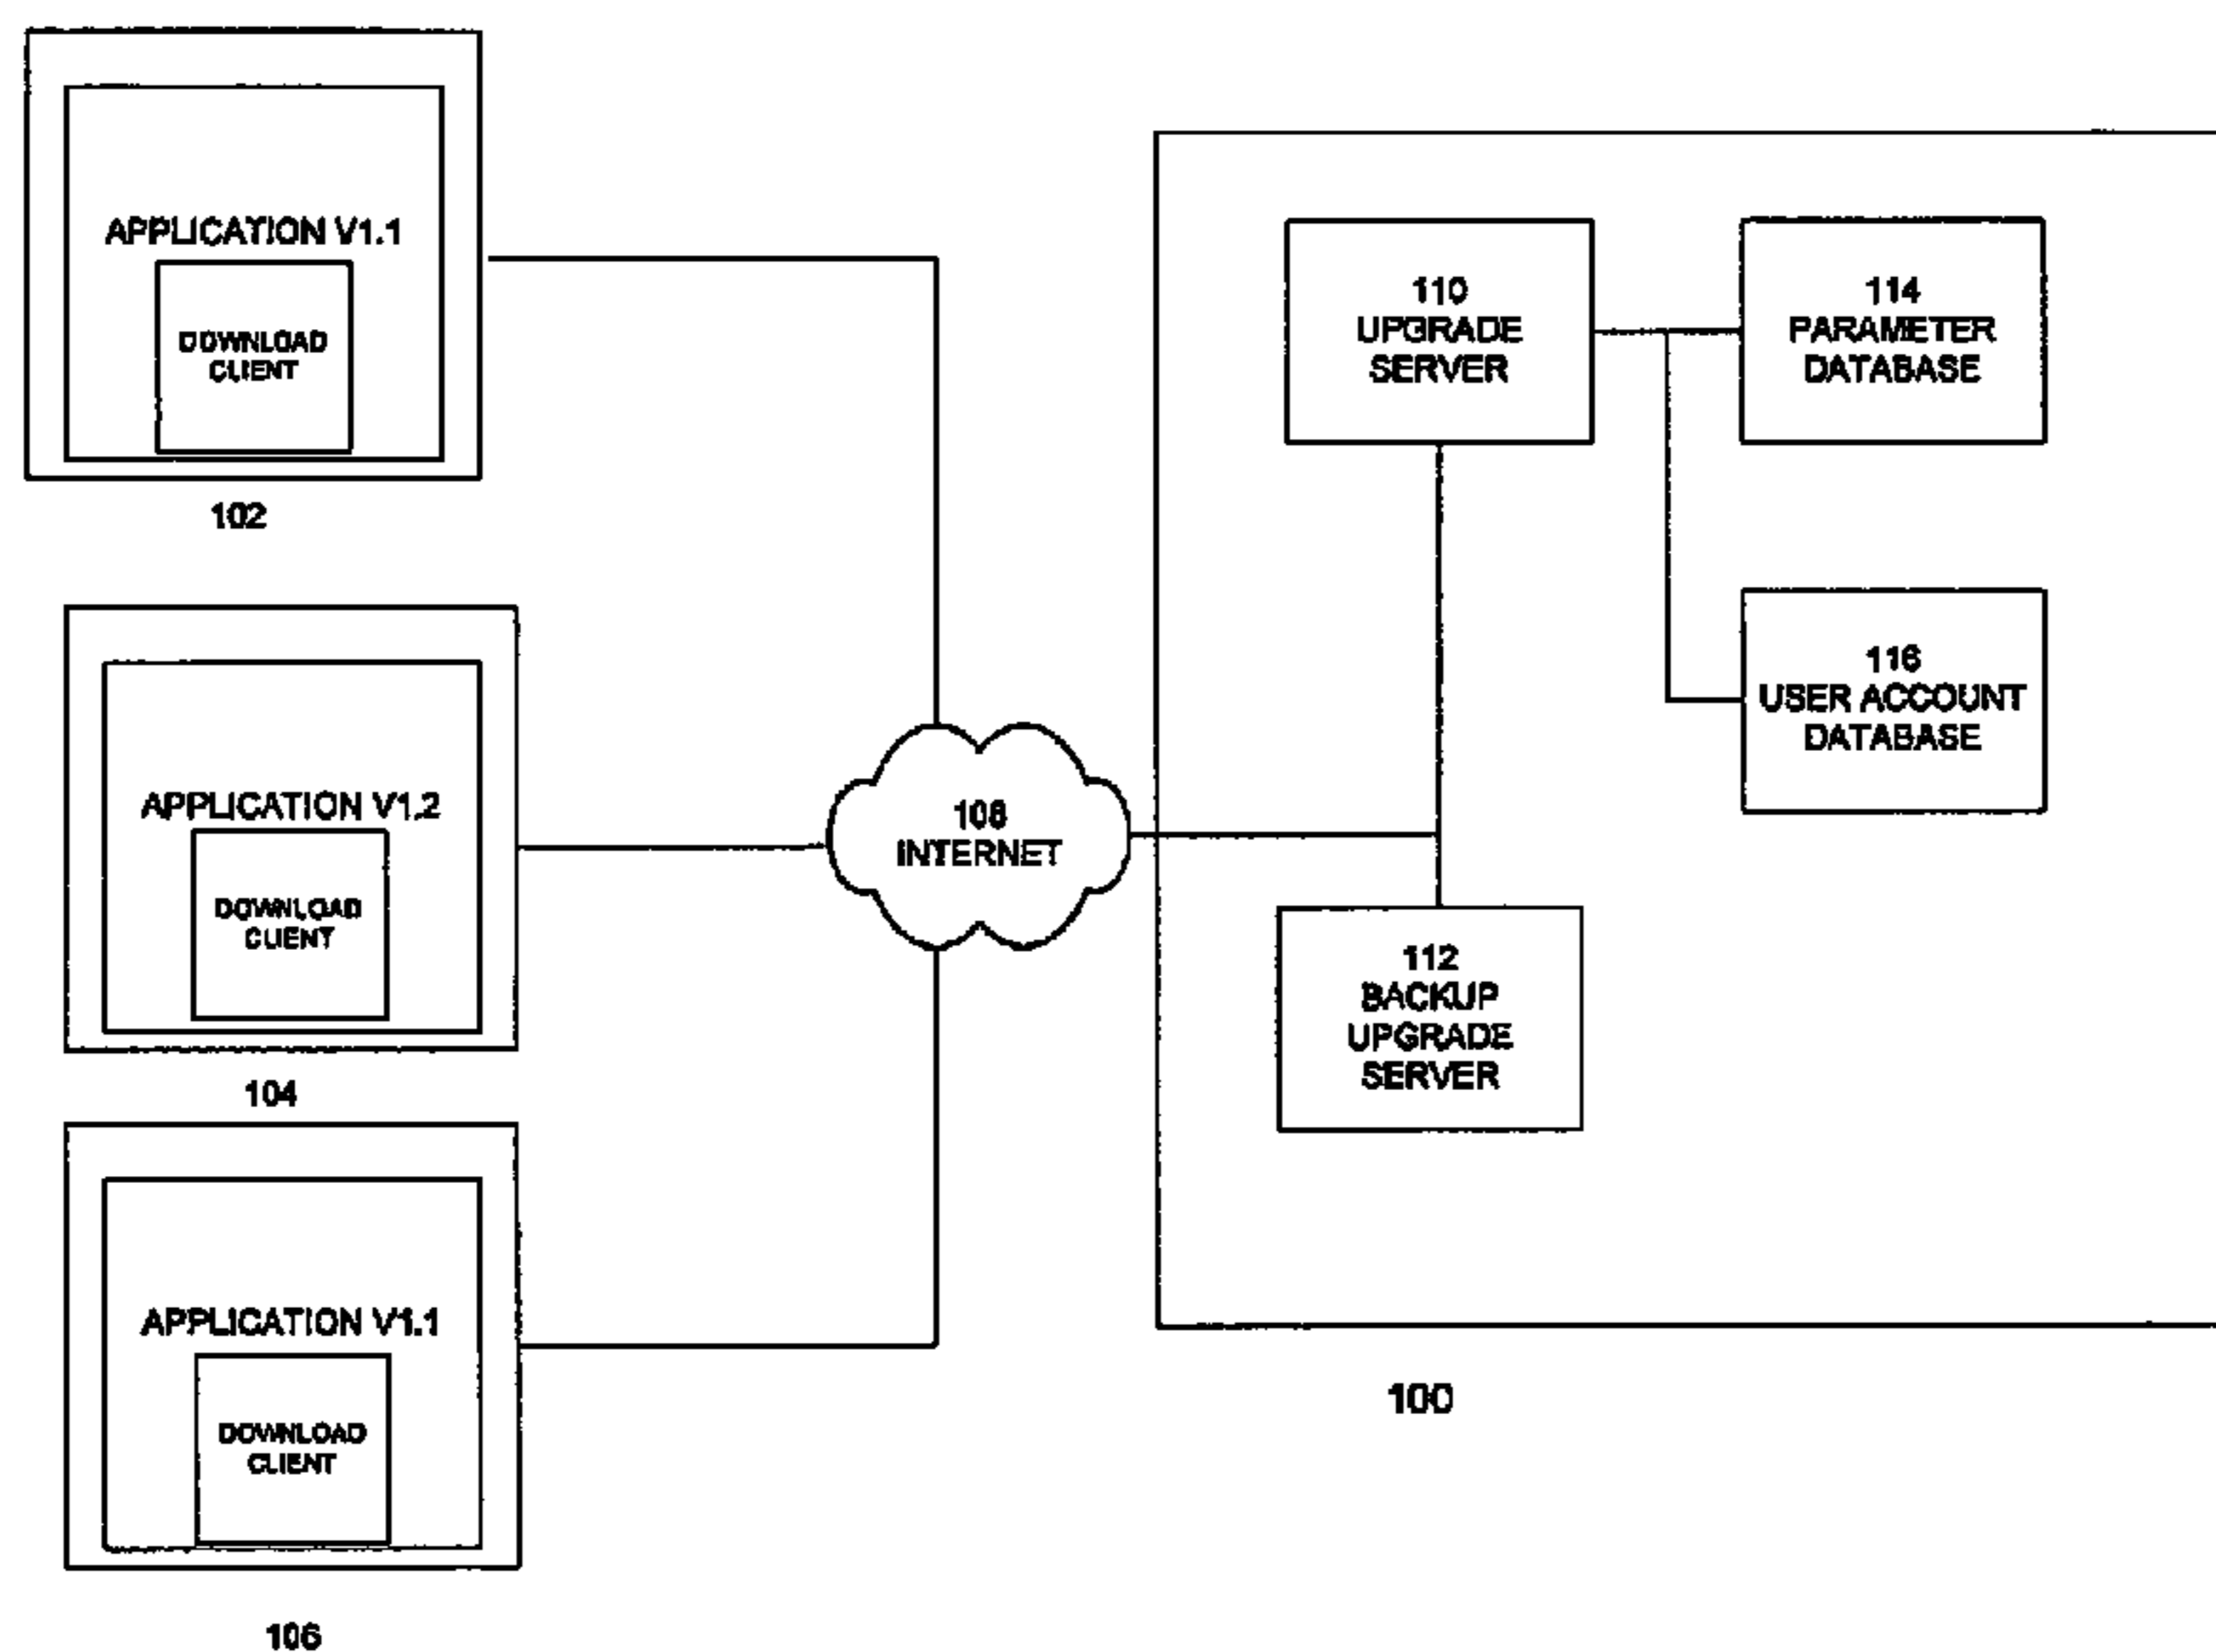 APPLICATION V1.1
DOWNLOAD
CLIENT
102
APPLICATION V1.2
DOWNLOAD
CLIENT
104
APPLICATION V1.1
DOWNLOAD
CLIENT
106
108
INTERNET
110
UPGRADE
SERVER
114
PARAMETER
DATABASE
116
USER ACCOUNT
DATABASE
112
BACKUP
UPGRADE
SERVER
100